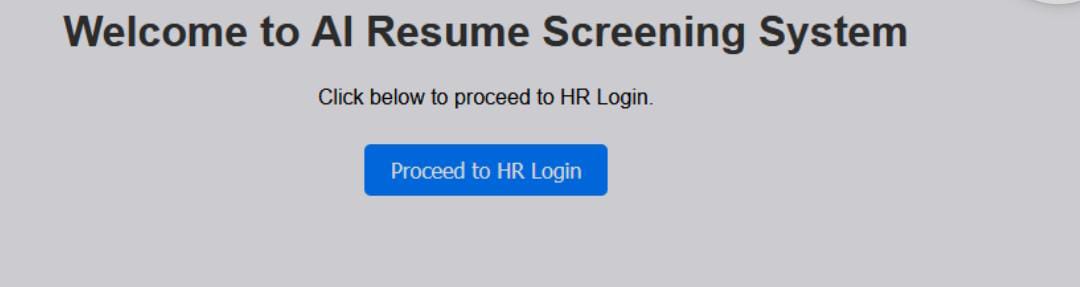 Welcome to AI Resume Screening System
Click below to proceed to HR Login.
Proceed to HR Login